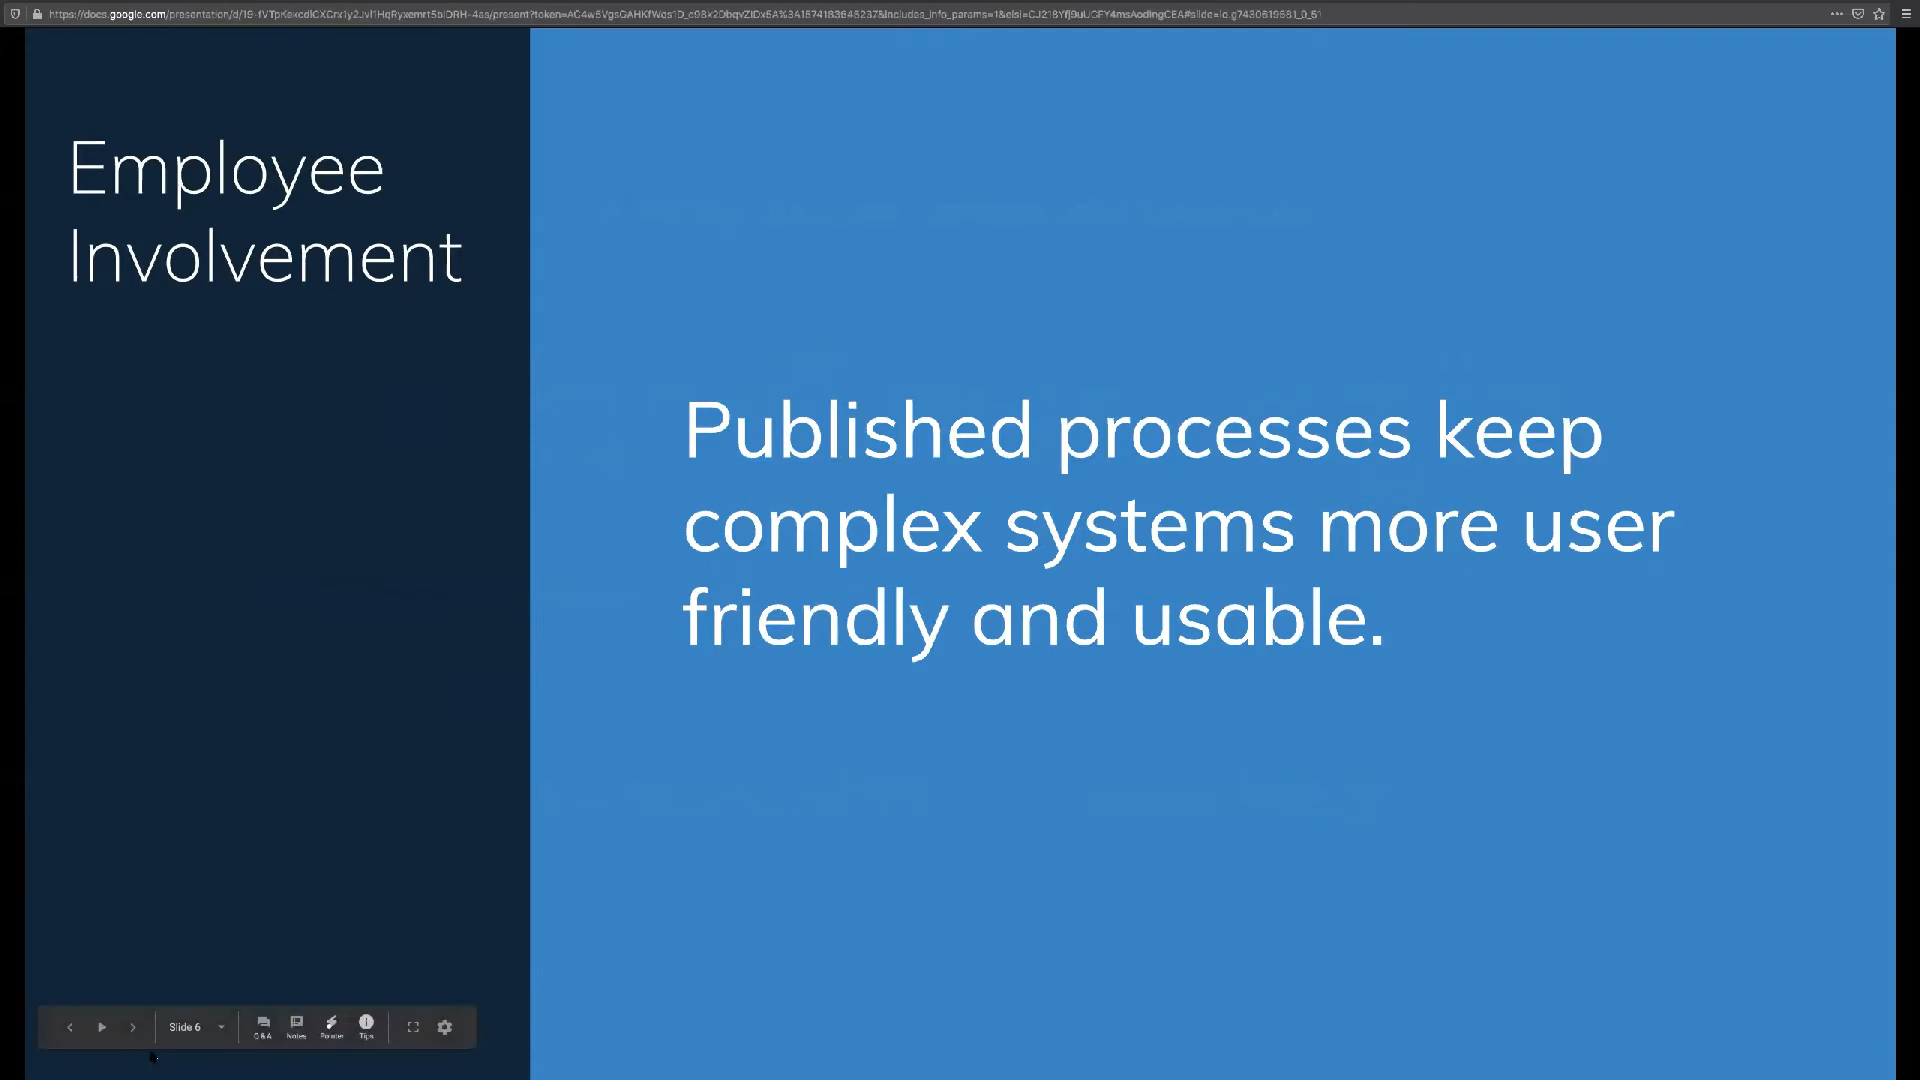 Employee
Involvement
Published processes keep
complex systems more user
friendly and usable.
Slide 6
Q & A
Notes
Pointer
Tips